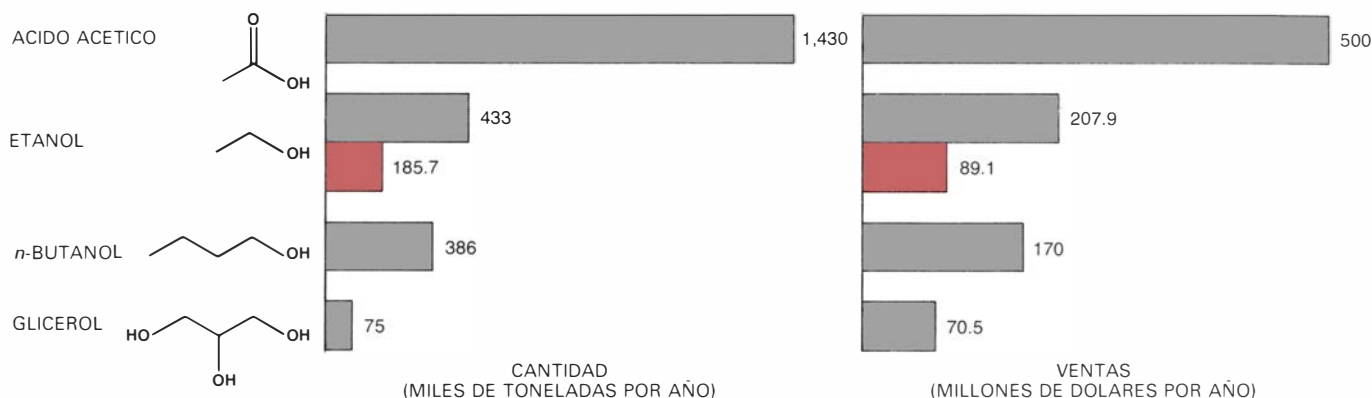 ACIDO ACETICO
O
OH
1,430
500
ETANOL
OH
433
207.9
185.7
89.1
n-BUTANOL
OH
386
170
GLICEROL
HO
OH
OH
75
70.5
CANTIDAD
(MILES DE TONELADAS POR AÑO)
VENTAS
(MILLONES DE DOLARES POR AÑO)